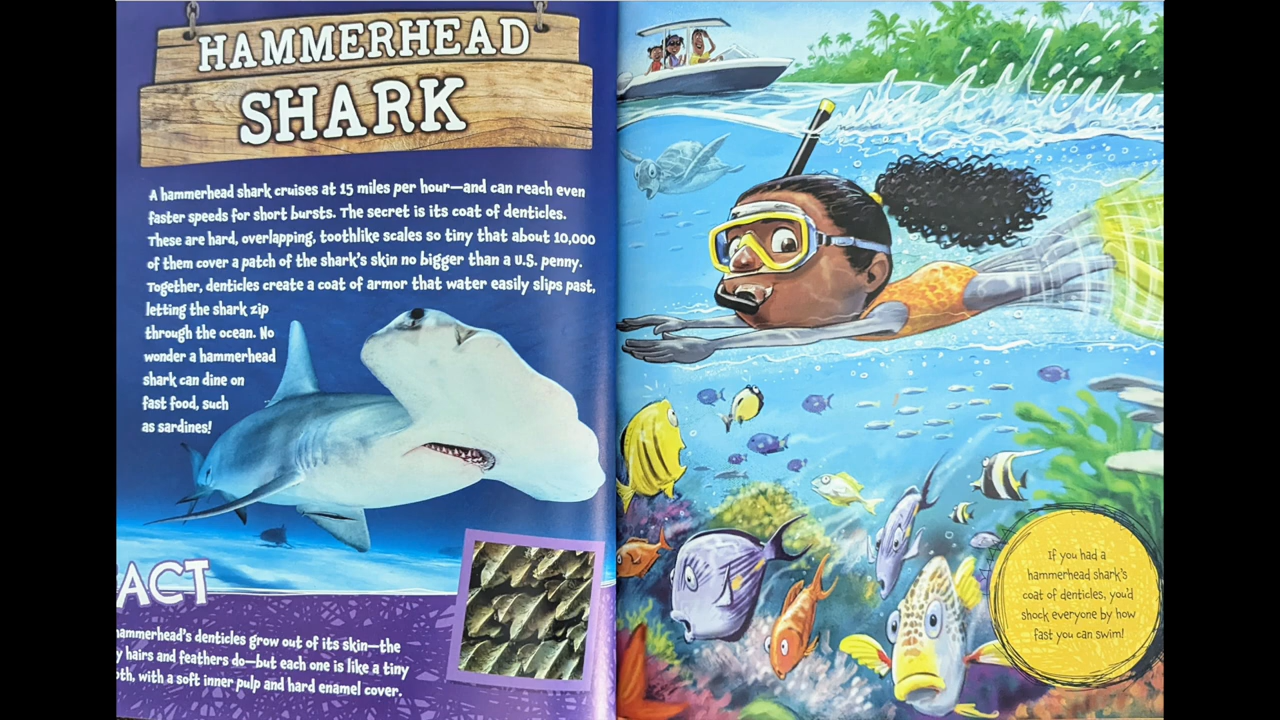 HAMMERHEAD
SHARK
A hammerhead shark cruises at 15 miles per hour—and can reach even
faster speeds for short bursts. The secret is its coat of denticles.
These are hard, overlapping, toothlike scales so tiny that about 10,000
of them cover a patch of the shark's skin no bigger than a U.S. penny.
Together, denticles create a coat of armor that water easily slips past,
letting the shark zip
through the ocean. No
wonder a hammerhead
shark can dine on
fast food, such
as sardines!
ACT
hammerhead's denticles grow out of its skin—the
y hairs and feathers do—but each one is like a tiny
oth, with a soft inner pulp and hard enamel cover.
If you had a
hammerhead shark's
coat of denticles, you'd
shock everyone by how
fast you can swim!